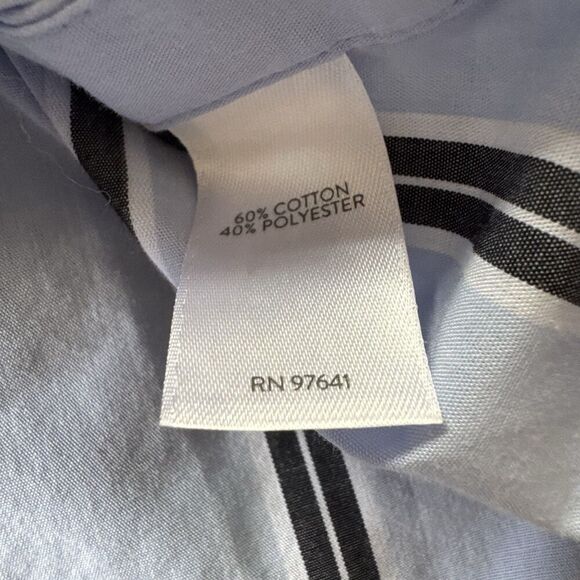 60% COTTON
40% POLYESTER
RN 97641